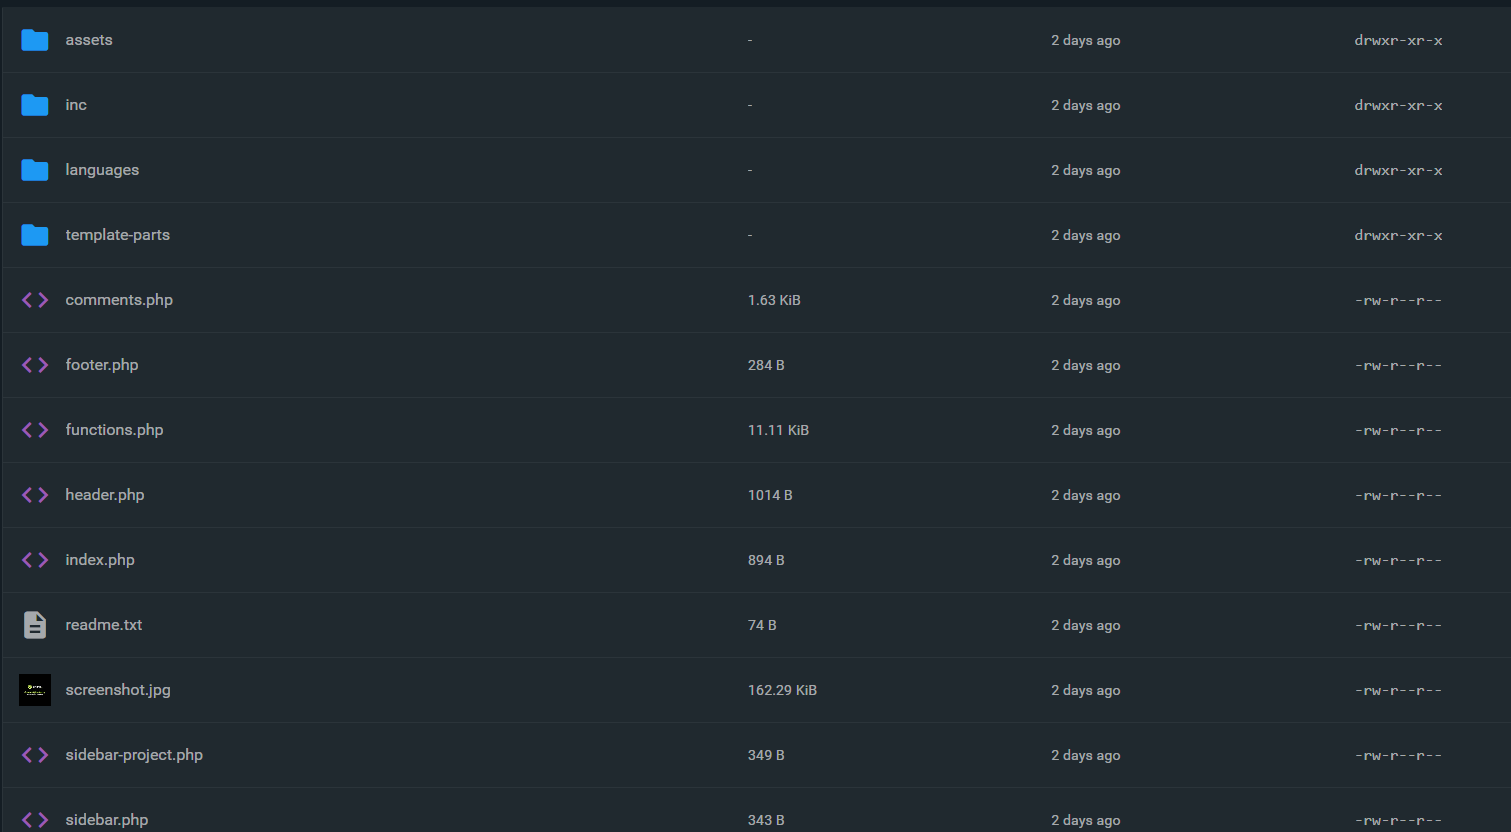 assets - 2 days ago drwxr-xr-x
inc - 2 days ago drwxr-xr-x
languages - 2 days ago drwxr-xr-x
template-parts - 2 days ago drwxr-xr-x
comments.php 1.63 KiB 2 days ago -rw-r--r--
footer.php 284 B 2 days ago -rw-r--r--
functions.php 11.11 KiB 2 days ago -rw-r--r--
header.php 1014 B 2 days ago -rw-r--r--
index.php 894 B 2 days ago -rw-r--r--
readme.txt 74 B 2 days ago -rw-r--r--
screenshot.jpg 162.29 KiB 2 days ago -rw-r--r--
sidebar-project.php 349 B 2 days ago -rw-r--r--
sidebar.php 343 B 2 days ago -rw-r--r--